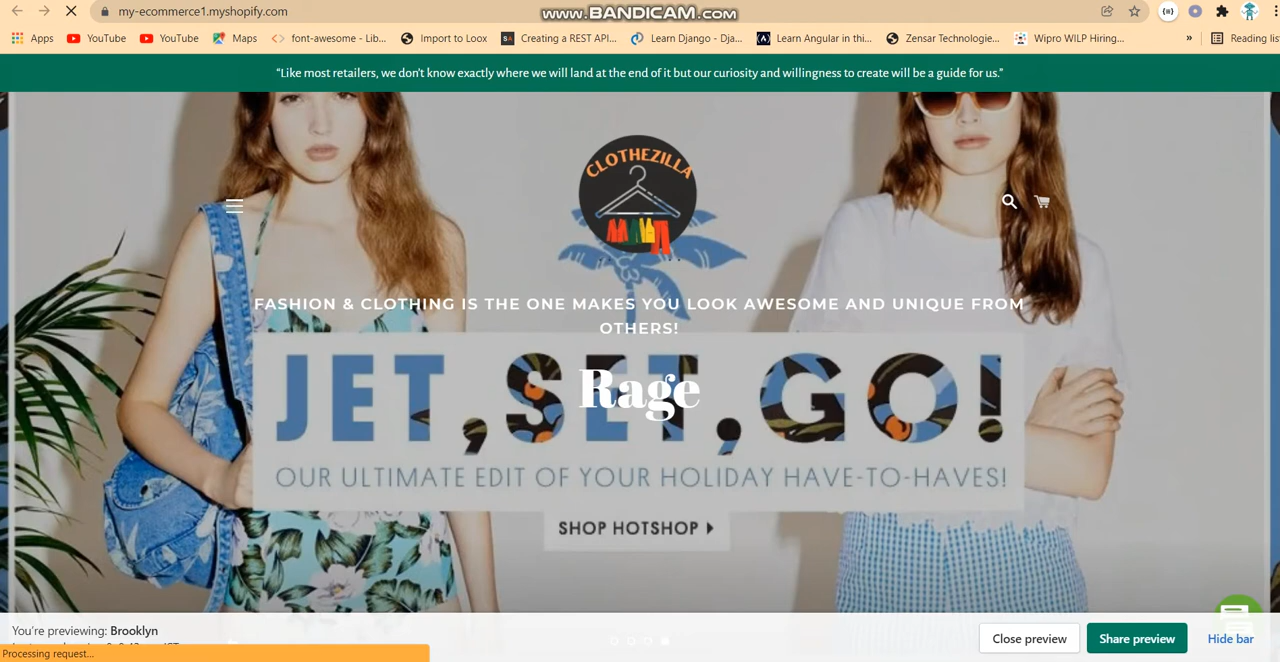 my-ecommerce1.myshopify.com
www.BANDICAM.com
Apps
YouTube
YouTube
Maps
font-awesome - Lib...
Import to Loox
SA
Creating a REST API...
Learn Django - Dja...
Learn Angular in thi...
Zensar Technologie...
Wipro WILP Hiring...
»
Reading lis
“Like most retailers, we don't know exactly where we will land at the end of it but our curiosity and willingness to create will be a guide for us.”
CLOTHEZILLA
FASHION & CLOTHING IS THE ONE MAKES YOU LOOK AWESOME AND UNIQUE FROM
OTHERS!
JET, SET, GO!
Rage
OUR ULTIMATE EDIT OF YOUR HOLIDAY HAVE-TO-HAVES!
SHOP HOTSHOP
You're previewing: Brooklyn
Close preview
Share preview
Hide bar
Processing request...